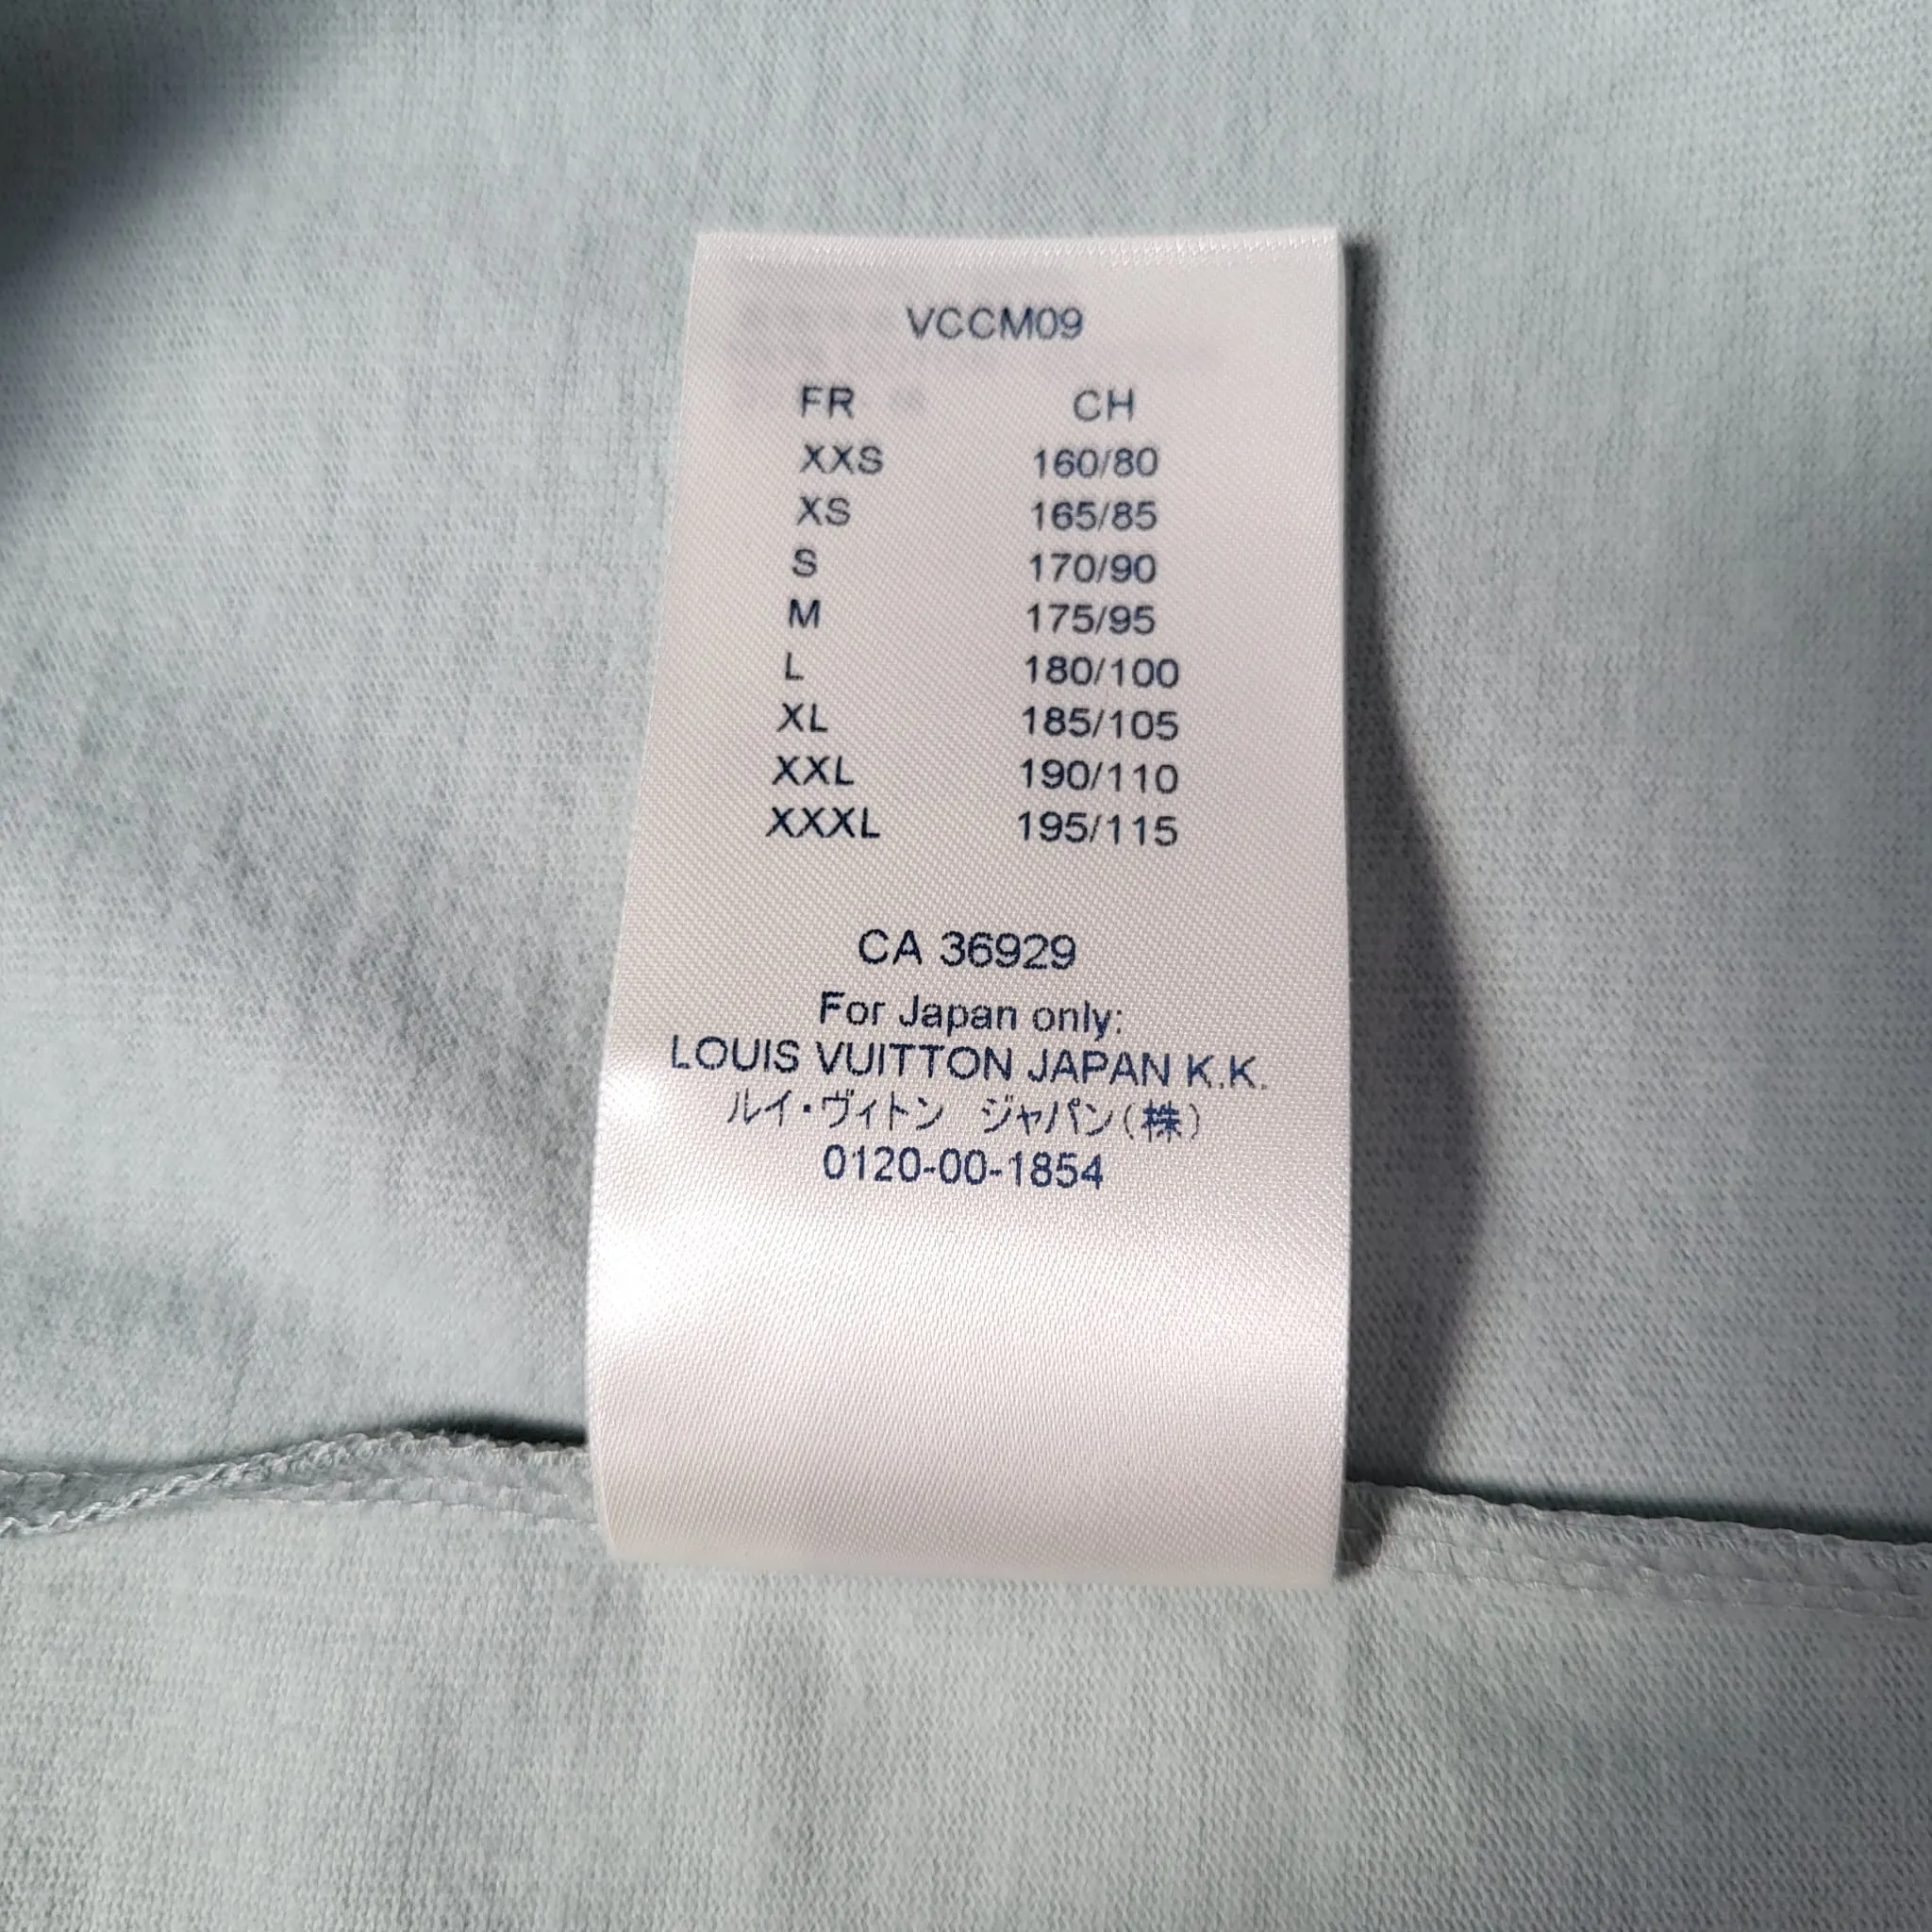 VCCM09
FR CH
XXS 160/80
XS 165/85
S 170/90
M 175/95
L 180/100
XL 185/105
XXL 190/110
XXXL 195/115
CA 36929
For Japan only:
LOUIS VUITTON JAPAN K.K.
ルイ・ヴィトン ジャパン(株)
0120-00-1854